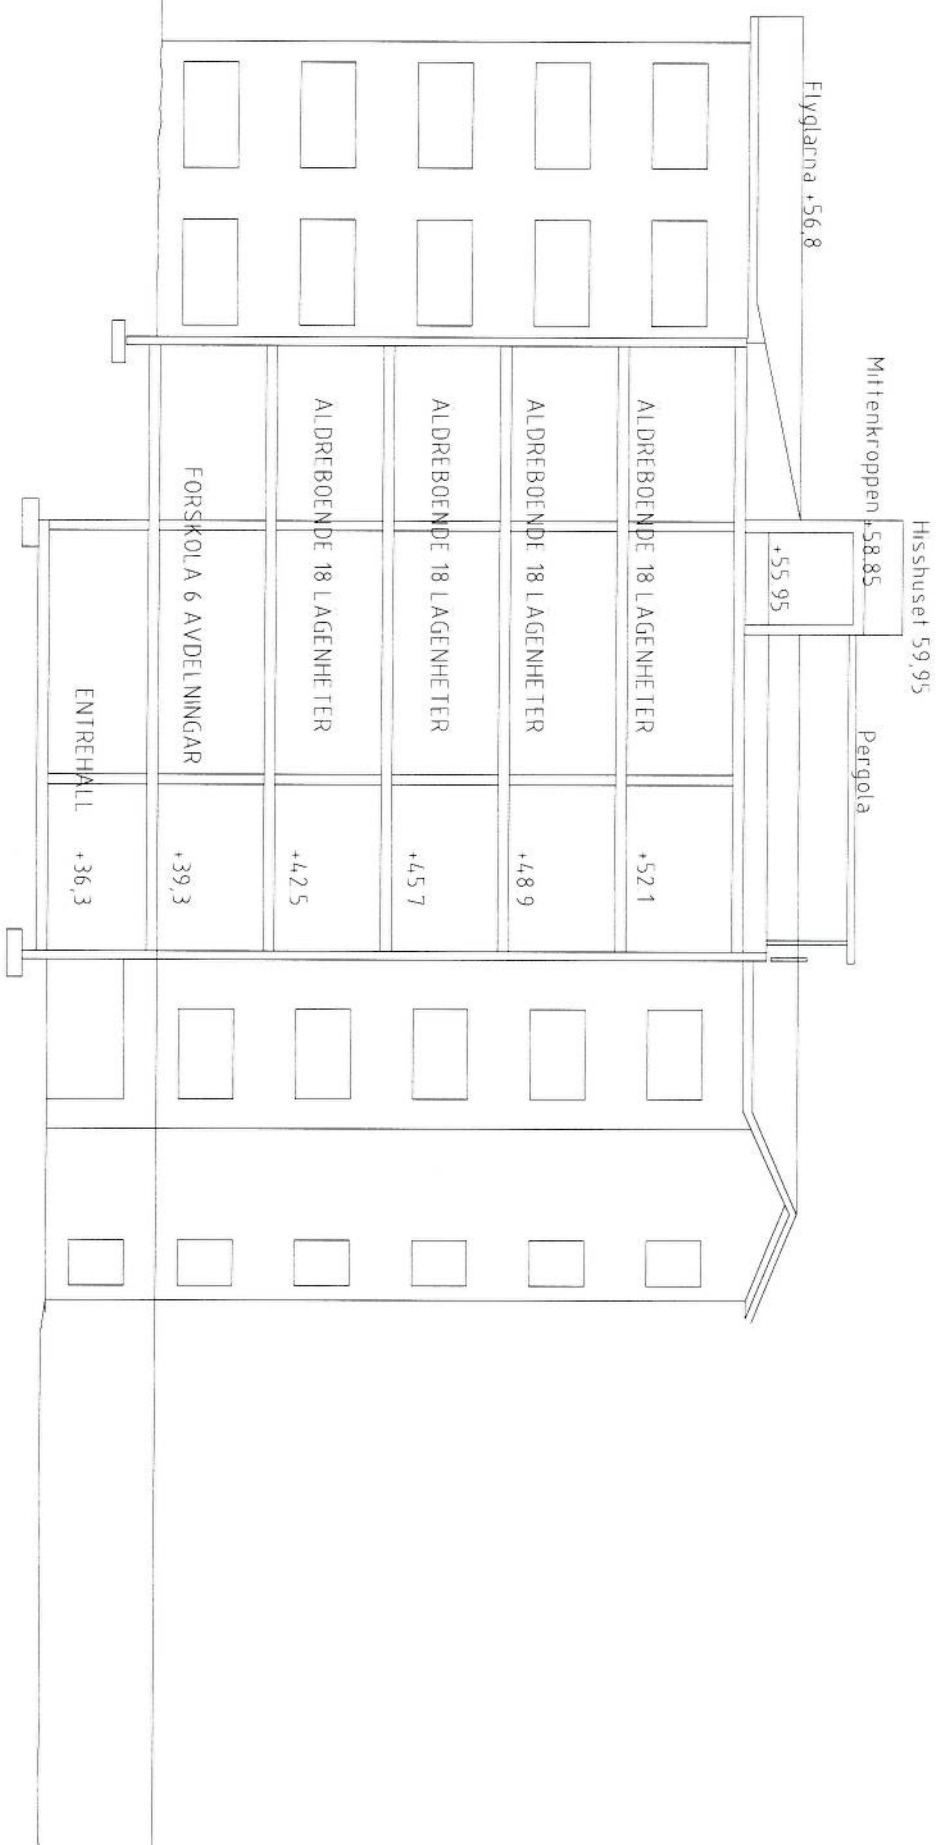 Hisshuset 59,95
Mittenkroppen +58.85
Pergola
Flyglarna +56,8
+55.95
ALDREBOENDE 18 LAGENHETER
+52.1
ALDREBOENDE 18 LAGENHETER
+48.9
ALDREBOENDE 18 LAGENHETER
+45.7
ALDREBOENDE 18 LAGENHETER
+42.5
FORSKOLA 6 AVDELNINGAR
+39,3
ENTREHALL
+36,3